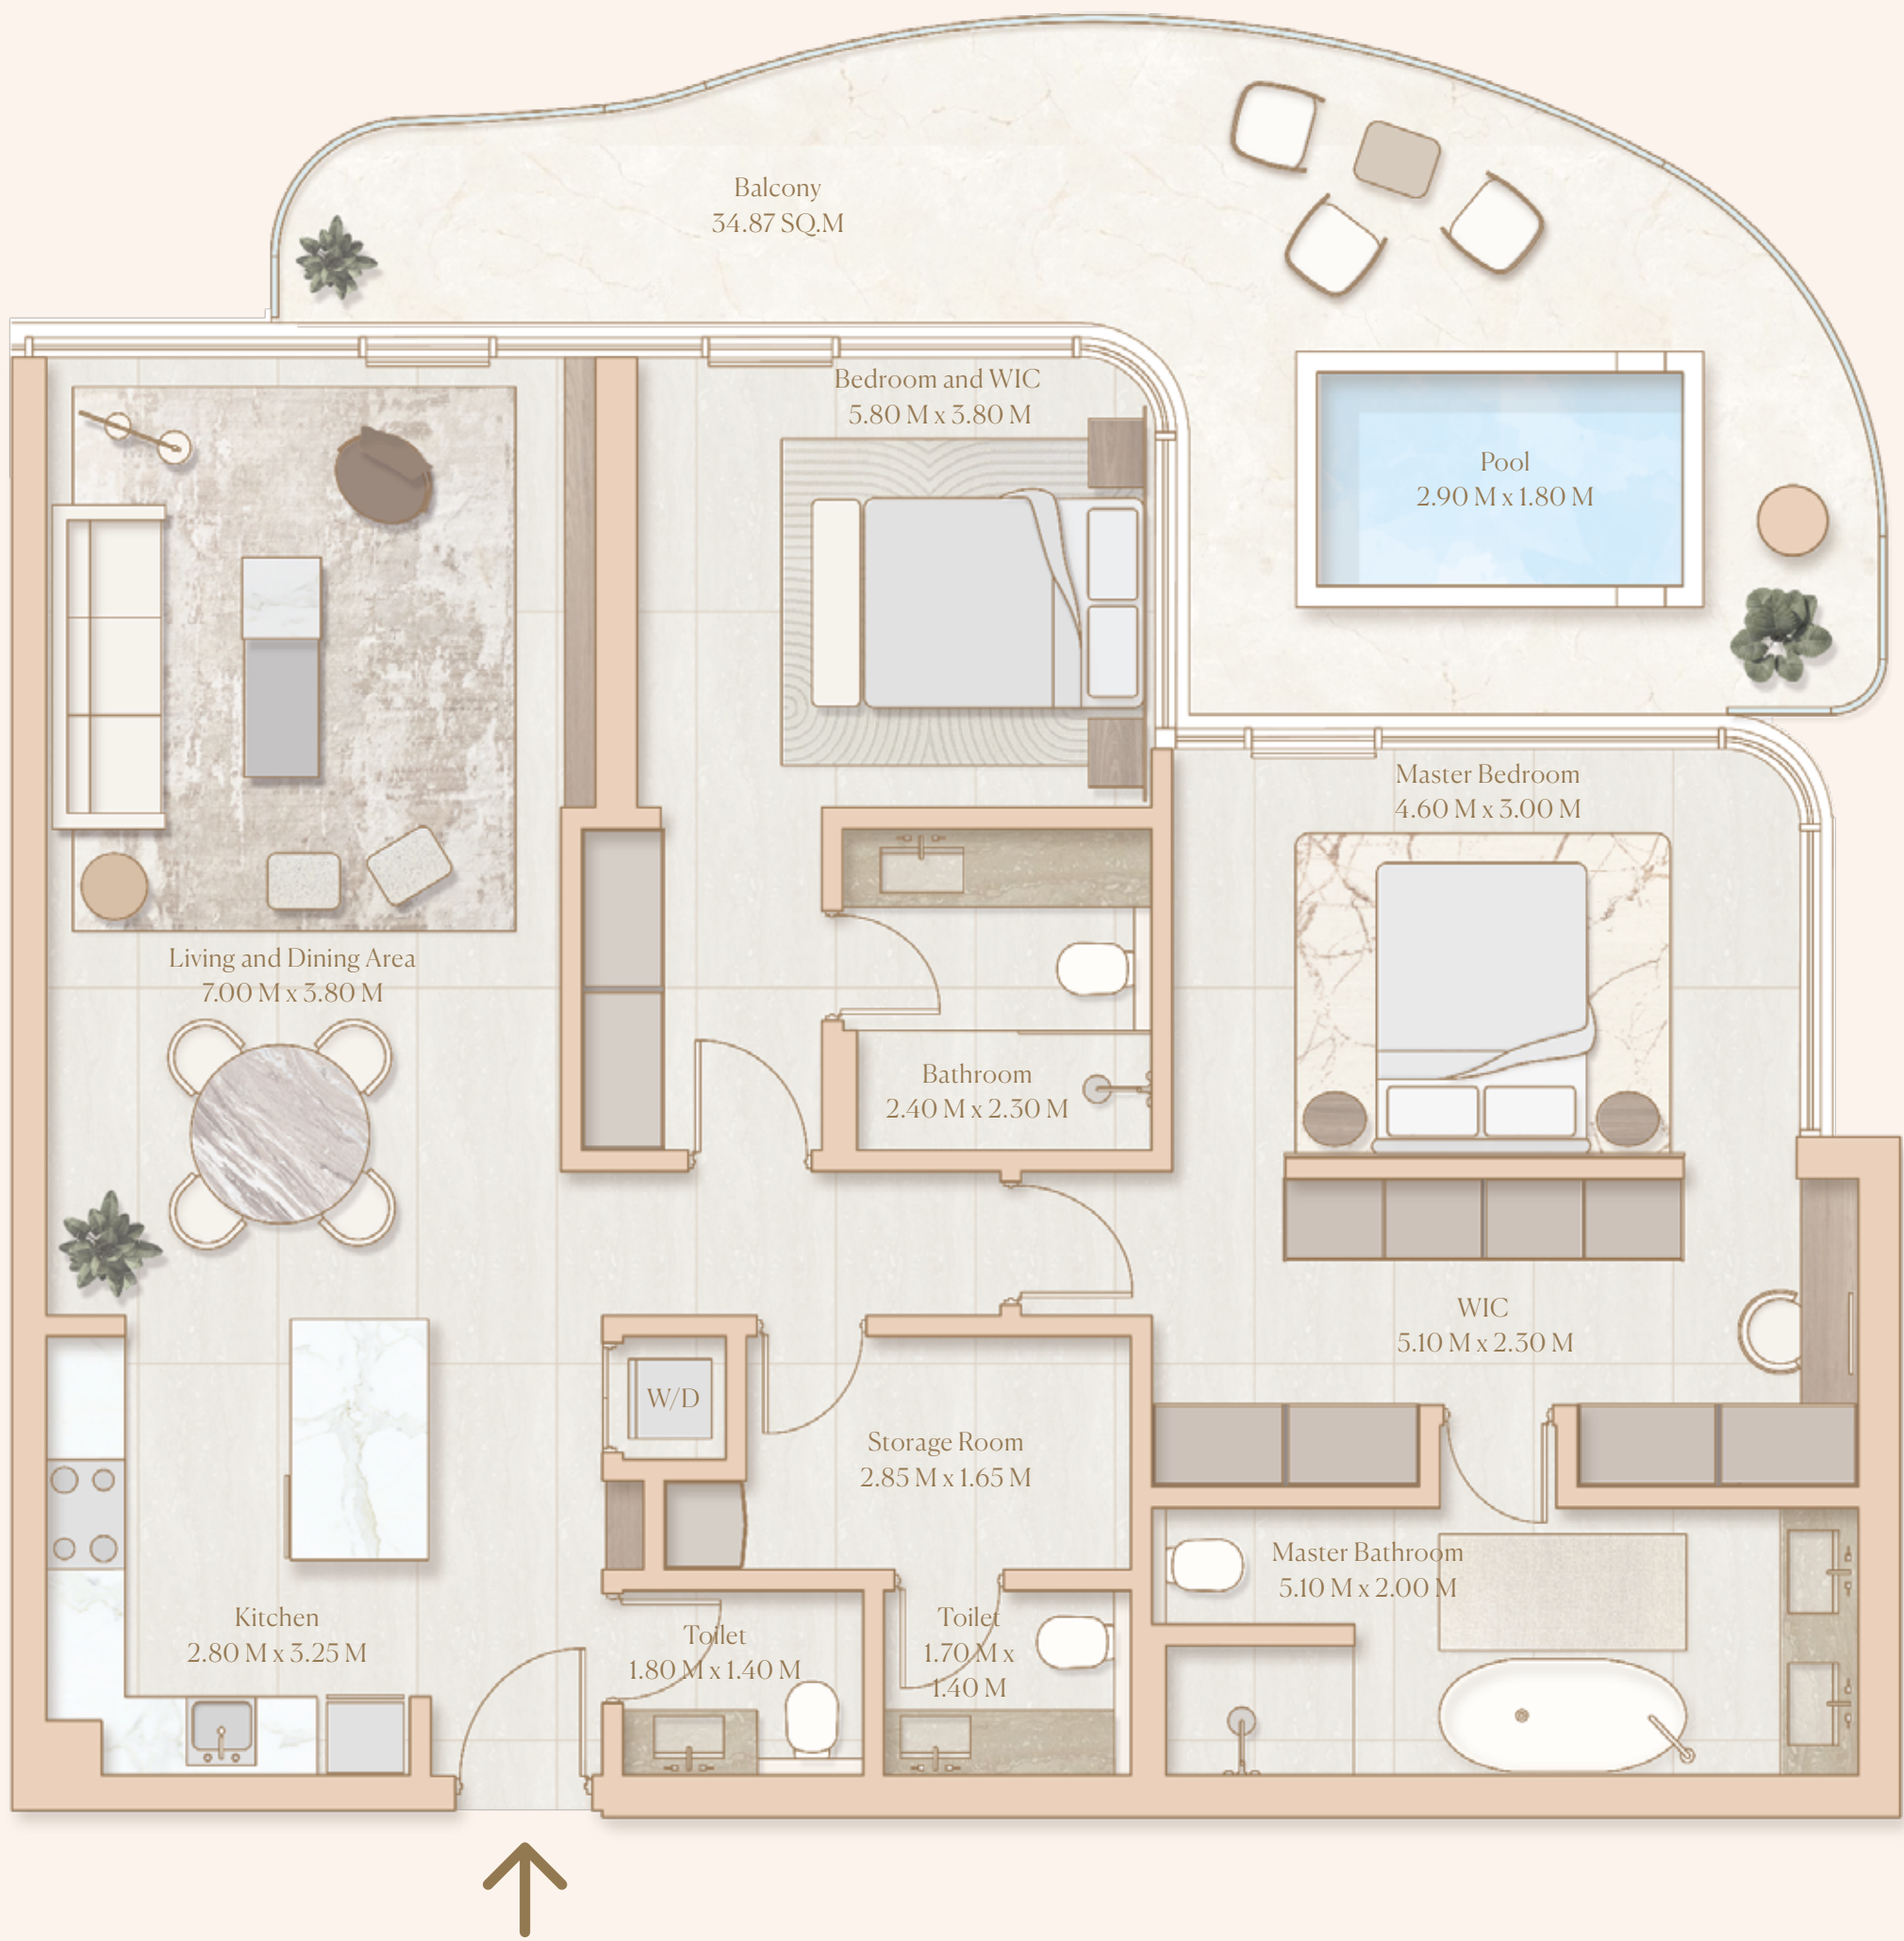 Balcony
34.87 SQ.M
Bedroom and WIC
5.80 M x 3.80 M
Pool
2.90 M x 1.80 M
Master Bedroom
4.60 M x 3.00 M
Living and Dining Area
7.00 M x 3.80 M
Bathroom
2.40 M x 2.30 M
WIC
5.10 M x 2.30 M
W/D
Storage Room
2.85 M x 1.65 M
Master Bathroom
5.10 M x 2.00 M
Kitchen
2.80 M x 3.25 M
Toilet
1.80 M x 1.40 M
Toilet
1.70 M x
1.40 M